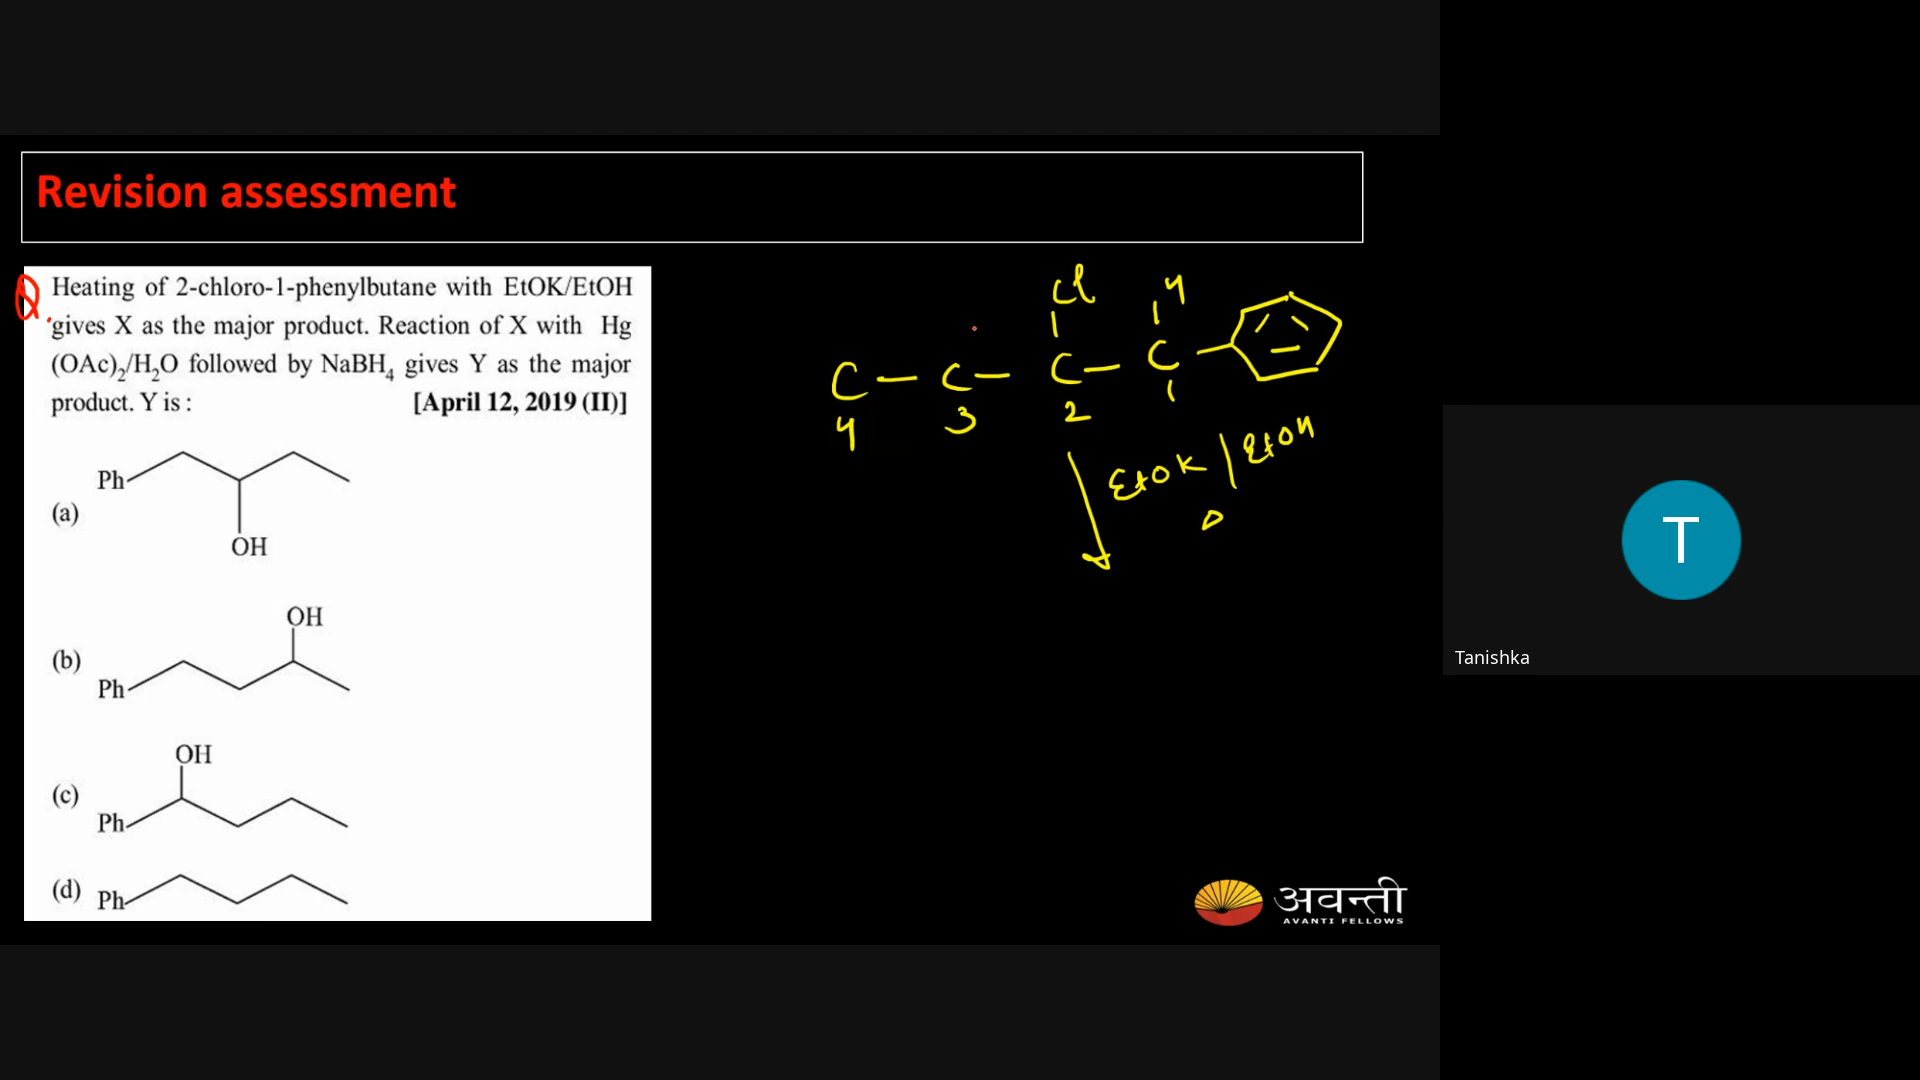 Revision assessment
Q.
Heating of 2-chloro-1-phenylbutane with EtOK/EtOH
gives X as the major product. Reaction of X with Hg
(OAc)₂/H₂O followed by NaBH₄ gives Y as the major
product. Y is : [April 12, 2019 (II)]
Ph
(a)
OH
OH
(b)
Ph
OH
(c)
Ph
(d) Ph
Cl H
C - C - C - C
4 3 2 1
EtOK / EtOH
Δ
T
Tanishka
अवन्ती
AVANTI FELLOWS